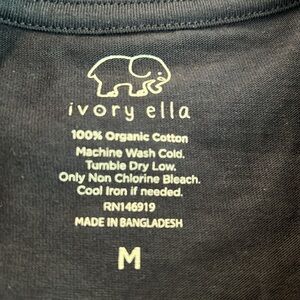 ivory ella
100% Organic Cotton
Machine Wash Cold.
Tumble Dry Low.
Only Non Chlorine Bleach.
Cool Iron if needed.
RN146919
MADE IN BANGLADESH
M